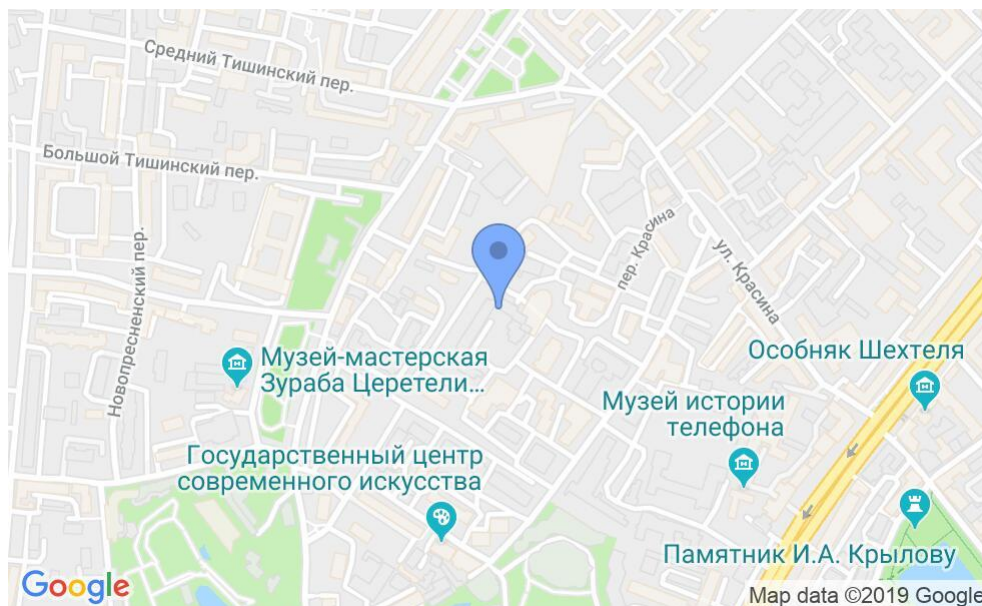 Средний Тишинский пер.
Большой Тишинский пер.
Новопресненский пер.
пер. Красина
ул. Красина
Музей-мастерская
Зураба Церетели...
Особняк Шехтеля
Музей истории
телефона
Государственный центр
современного искусства
Памятник И.А. Крылову
Google
Map data ©2019 Google